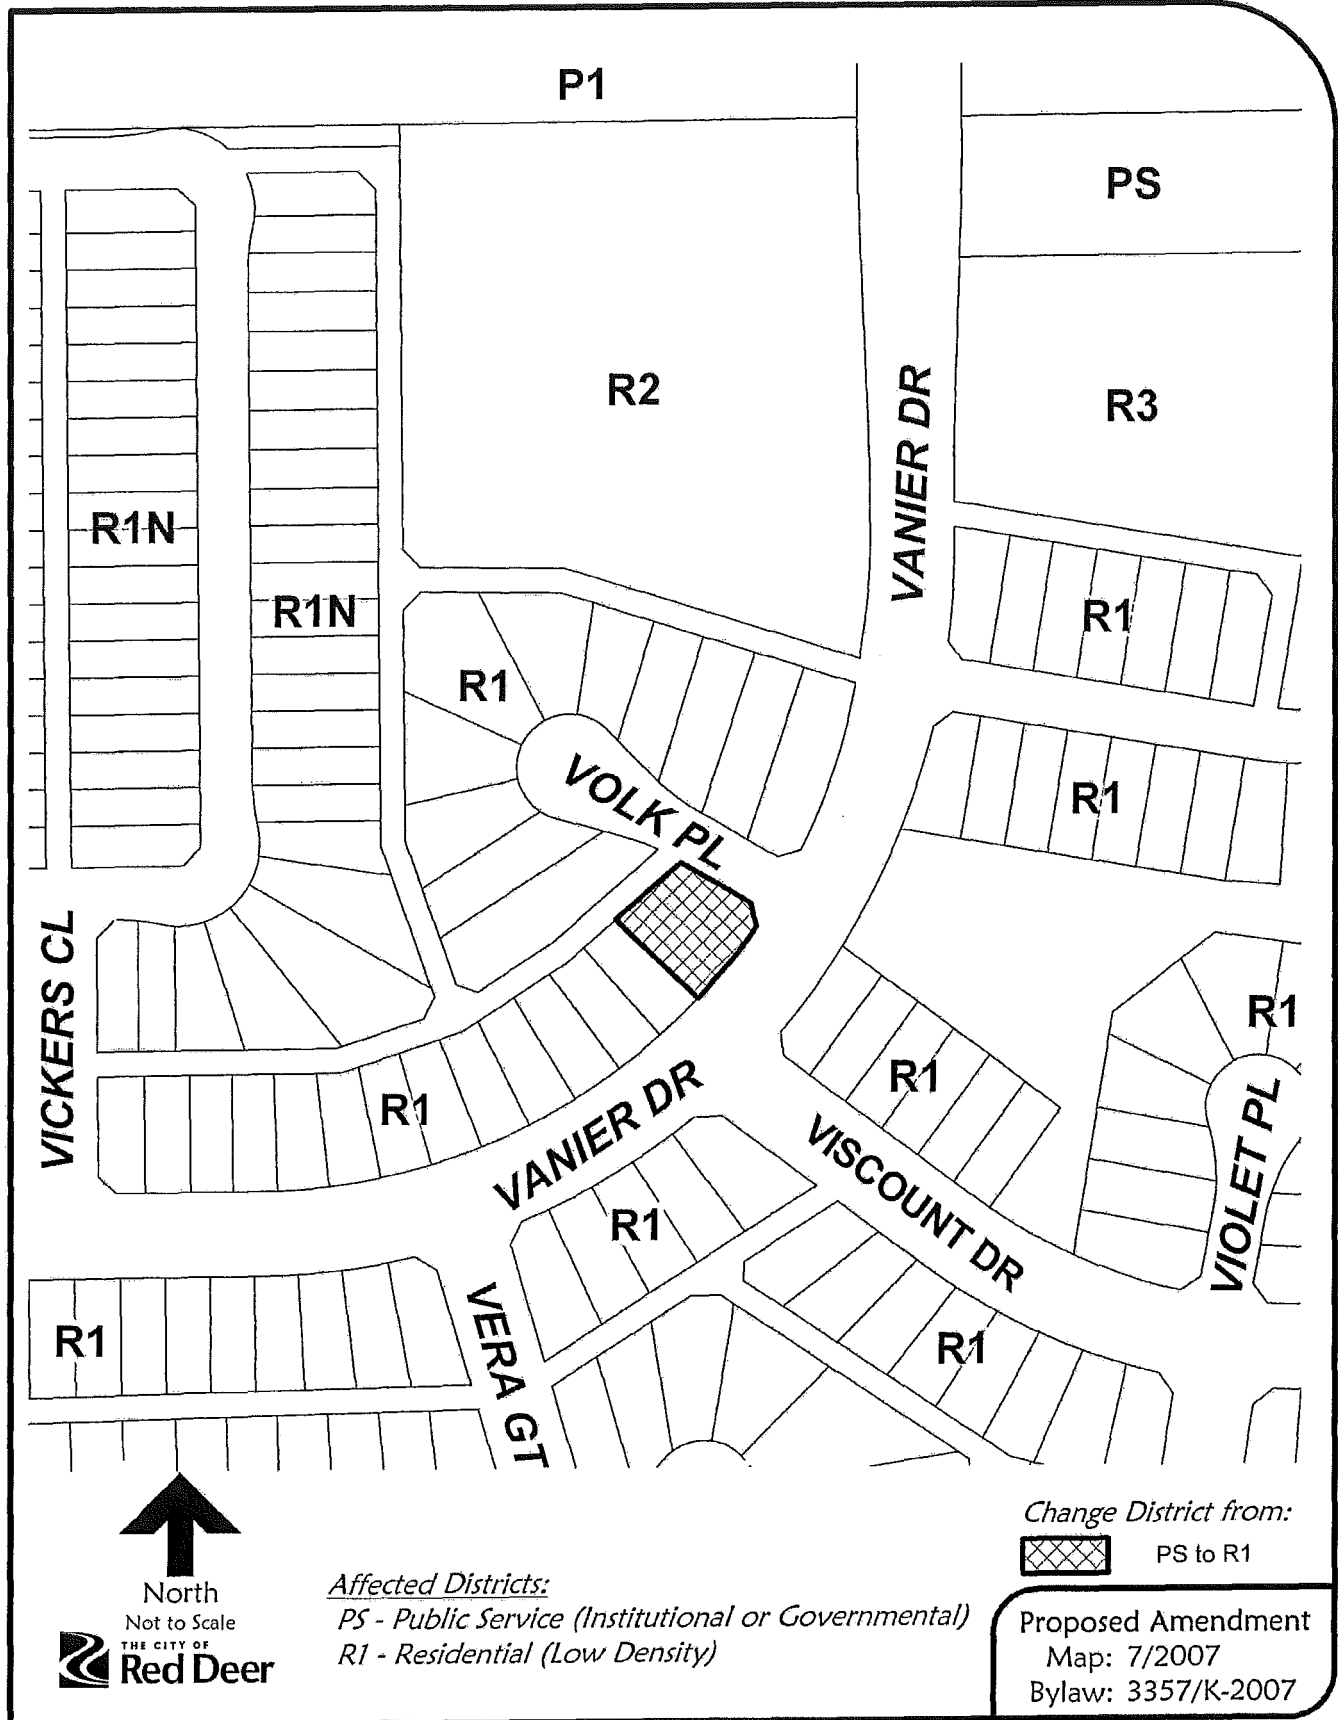 P1
PS
R2
R3
VANIER DR
R1N
R1N
R1
R1
VOLK PL
R1
VICKERS CL
R1
R1
R1
VANIER DR
VISCOUNT DR
VIOLET PL
R1
R1
R1
VERA GT
North
Not to Scale
THE CITY OF
Red Deer
Affected Districts:
PS - Public Service (Institutional or Governmental)
R1 - Residential (Low Density)
Change District from:
PS to R1
Proposed Amendment
Map: 7/2007
Bylaw: 3357/K-2007